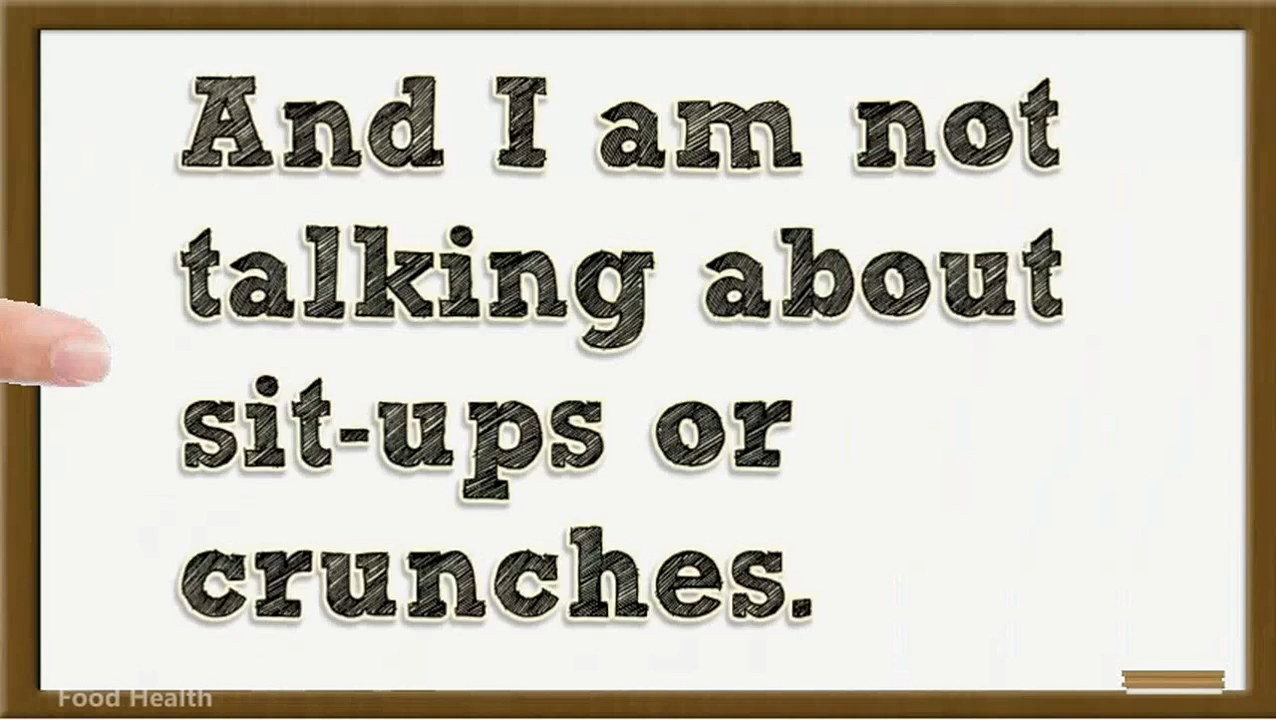 And I am not
talking about
sit-ups or
crunches.
Food Health